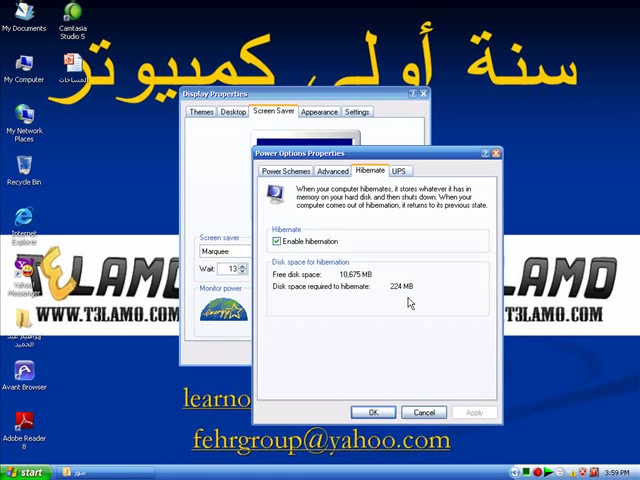 My Documents
Camtasia
Studio 5
سنة أولى كمبيوتر
My Computer
المساحات
Display Properties
Themes
Desktop
Screen Saver
Appearance
Settings
My Network
Places
Power Options Properties
Power Schemes
Advanced
Hibernate
UPS
When your computer hibernates, it stores whatever it has in
memory on your hard disk and then shuts down. When your
computer comes out of hibernation, it returns to its previous state.
Recycle Bin
Internet
Explorer
Screen saver
Marquee
Wait: 13
Hibernate
Enable hibernation
Disk space for hibernation
Free disk space: 10,675 MB
Disk space required to hibernate: 224 MB
Yahoo!
Messenger
Monitor power
LAMO
WWW.T3LAMO.COM
LAMO
.COM
عبد
الحميد
Avant Browser
learno
OK
Cancel
Apply
Adobe Reader
8
fehrgroup@yahoo.com
start
صور
3:59 PM